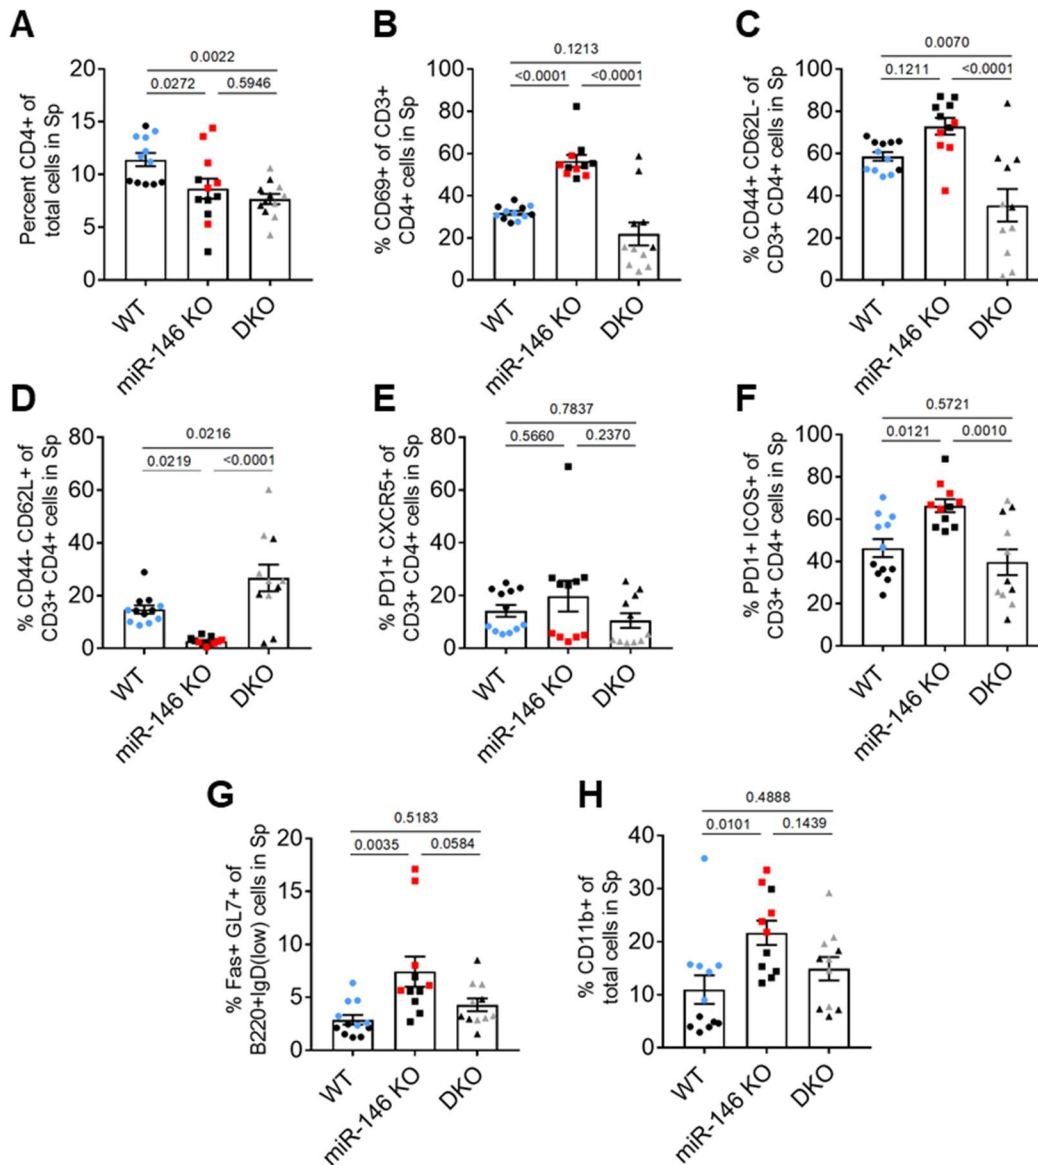 A
Percent CD4+ of
total cells in Sp
0.0022
0.0272
0.5946
20
15
10
5
0
WT
miR-146 KO
DKO
B
% CD69+ of CD3+
CD4+ cells in Sp
0.1213
<0.0001
<0.0001
100
80
60
40
20
0
WT
miR-146 KO
DKO
C
% CD44+ CD62L- of
CD3+ CD4+ cells in Sp
0.0070
0.1211
<0.0001
100
80
60
40
20
0
WT
miR-146 KO
DKO
D
% CD44- CD62L+ of
CD3+ CD4+ cells in Sp
0.0216
0.0219
<0.0001
80
60
40
20
0
WT
miR-146 KO
DKO
E
% PD1+ CXCR5+ of
CD3+ CD4+ cells in Sp
0.7837
0.5660
0.2370
80
60
40
20
0
WT
miR-146 KO
DKO
F
% PD1+ ICOS+ of
CD3+ CD4+ cells in Sp
0.5721
0.0121
0.0010
100
80
60
40
20
0
WT
miR-146 KO
DKO
G
% Fas+ GL7+ of
B220+IgD(low) cells in Sp
0.5183
0.0035
0.0584
20
15
10
5
0
WT
miR-146 KO
DKO
H
% CD11b+ of
total cells in Sp
0.4888
0.0101
0.1439
40
30
20
10
0
WT
miR-146 KO
DKO